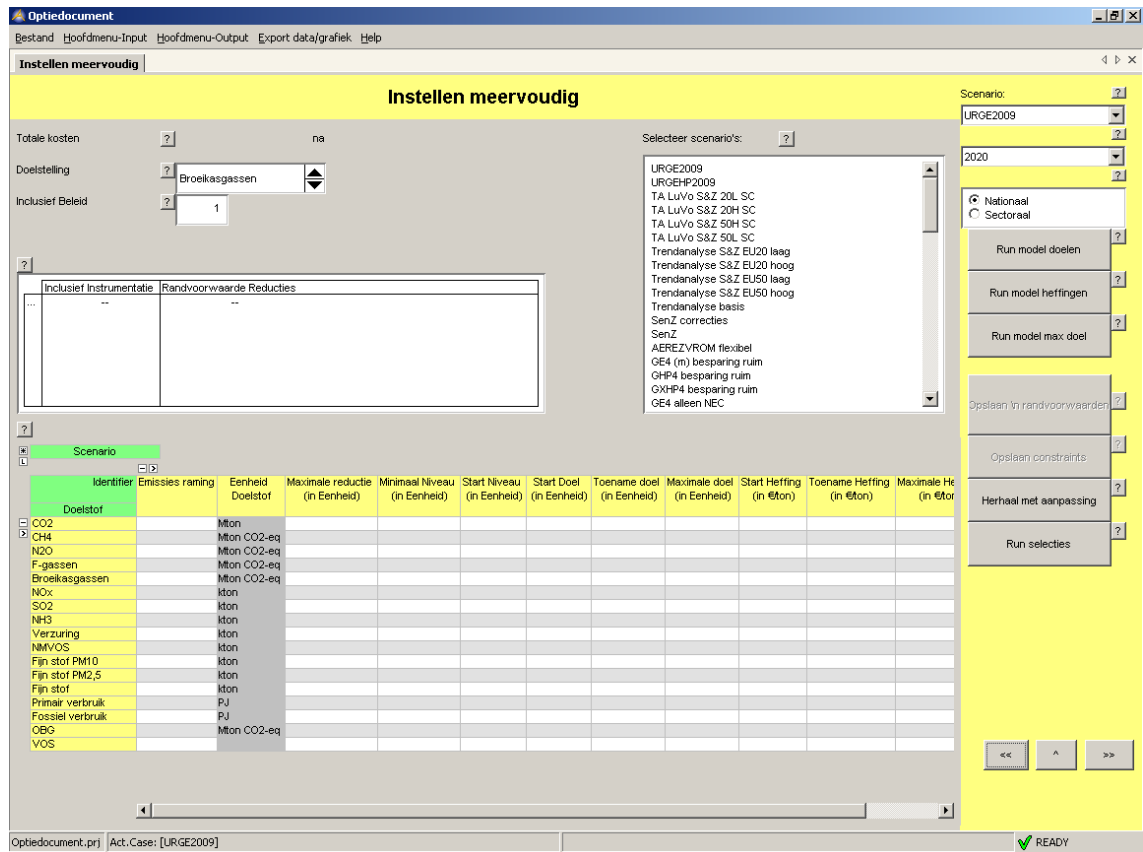 Optiedocument
Bestand Hoofdmenu-Input Hoofdmenu-Output Export data/grafiek Help
Instellen meervoudig
Instellen meervoudig
Scenario: ?
URGE2009
?
2020
?
Nationaal
Sectoraal
Totale kosten ? na
Doelstelling ? Broeikasgassen
Inclusief Beleid ? 1
Selecteer scenario's: ?
URGE2009
URGEHP2009
TA LuVo S&Z 20L SC
TA LuVo S&Z 20H SC
TA LuVo S&Z 50H SC
TA LuVo S&Z 50L SC
Trendanalyse S&Z EU20 laag
Trendanalyse S&Z EU20 hoog
Trendanalyse S&Z EU50 laag
Trendanalyse S&Z EU50 hoog
Trendanalyse basis
SenZ correcties
SenZ
AEREZVROM flexibel
GE4 (m) besparing ruim
GHP4 besparing ruim
GXHP4 besparing ruim
GE4 alleen NEC
Run model doelen ?
Run model heffingen ?
Run model max doel ?
Opslaan 'n randvoorwaarden ?
Opslaan constraints ?
Herhaal met aanpassing ?
Run selecties ?
?
Inclusief Instrumentatie Randvoorwaarde Reducties
... -- --
?
Scenario
Identifier Emissies raming Eenheid Maximale reductie Minimaal Niveau Start Niveau Start Doel Toename doel Maximale doel Start Heffing Toename Heffing Maximale He
Doelstof (in Eenheid) (in Eenheid) (in Eenheid) (in Eenheid) (in Eenheid) (in Eenheid) (in €/ton) (in €/ton) (in €/tor
Doelstof
CO2 Mton
CH4 Mton CO2-eq
N2O Mton CO2-eq
F-gassen Mton CO2-eq
Broeikasgassen Mton CO2-eq
NOx kton
SO2 kton
NH3 kton
Verzuring kton
NMVOS kton
Fijn stof PM10 kton
Fijn stof PM2,5 kton
Fijn stof kton
Primair verbruik PJ
Fossiel verbruik PJ
OBG Mton CO2-eq
VOS
<< ^ >>
Optiedocument.prj Act.Case: [URGE2009] READY